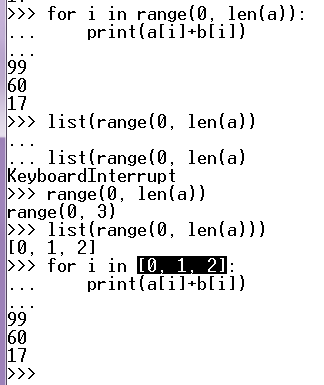 >>> for i in range(0, len(a)):
...     print(a[i]+b[i])
...
99
60
17
>>> list(range(0, len(a))
...
... list(range(0, len(a)
KeyboardInterrupt
>>> range(0, len(a))
range(0, 3)
>>> list(range(0, len(a)))
[0, 1, 2]
>>> for i in [0, 1, 2]:
...     print(a[i]+b[i])
...
99
60
17
>>>